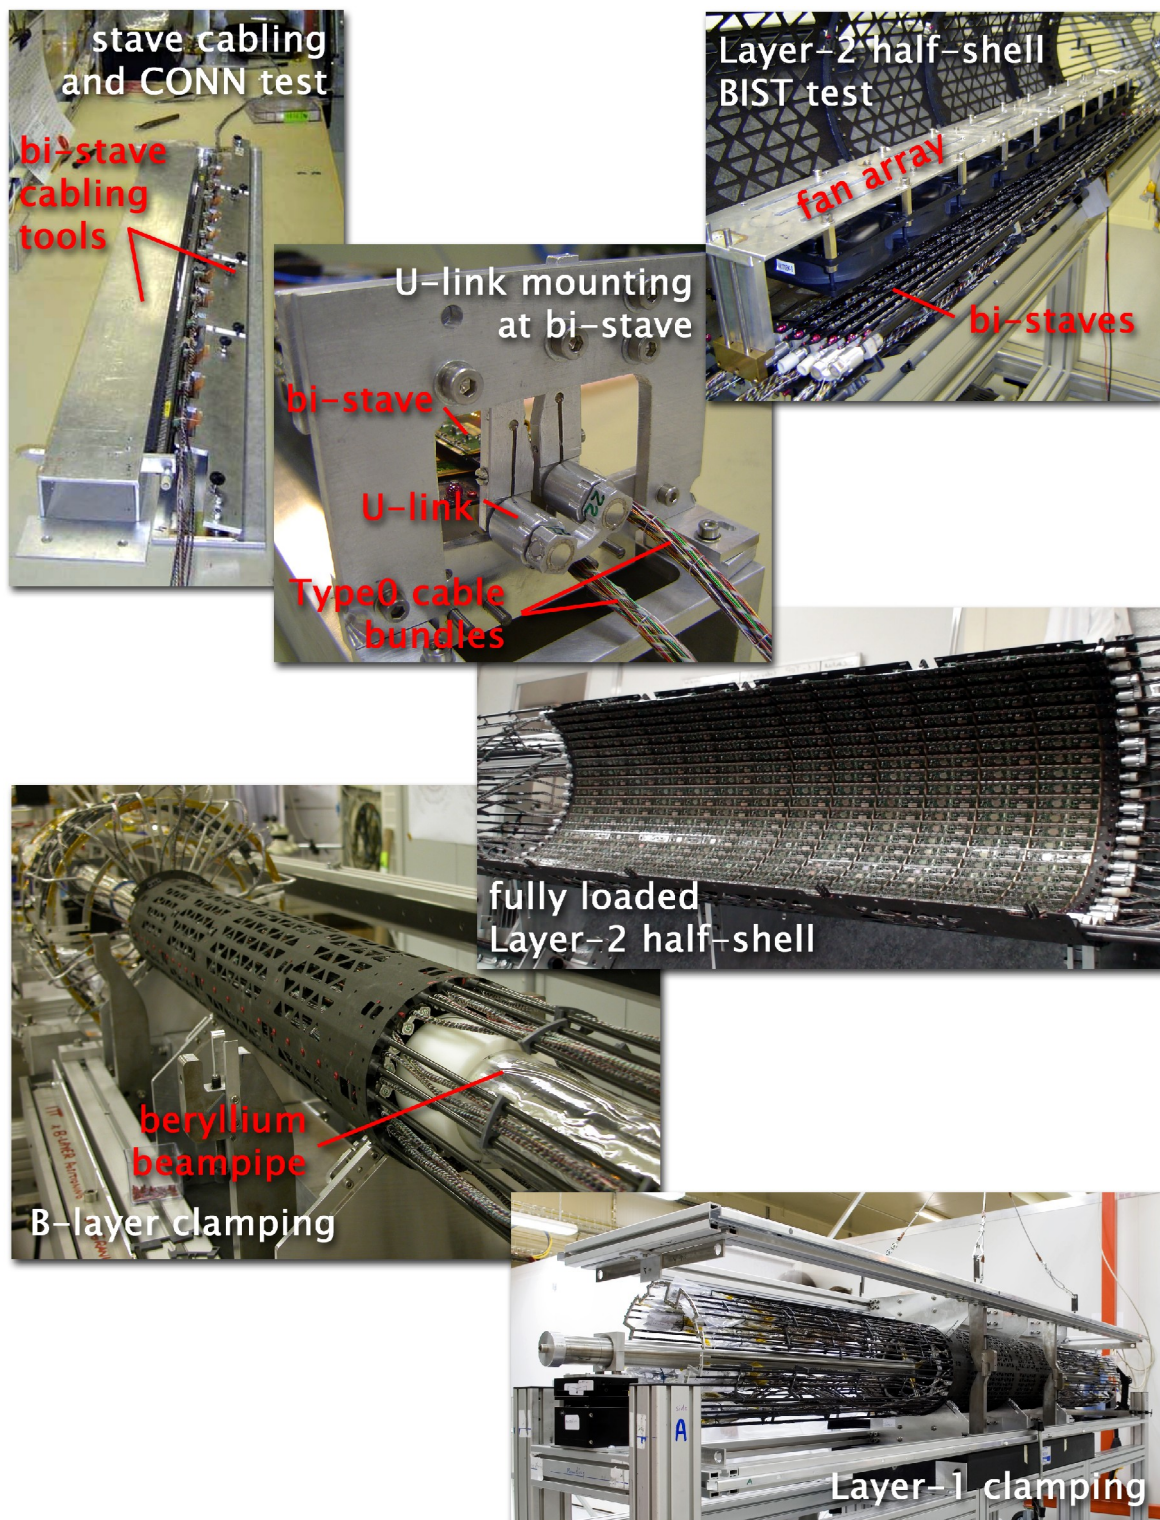 stave cabling
and CONN test
bi-stave
cabling
tools
Layer-2 half-shell
BIST test
fan array
bi-staves
U-link mounting
at bi-stave
bi-stave
U-link
22
Type0 cable
bundles
fully loaded
Layer-2 half-shell
beryllium
beampipe
B-layer clamping
side
A
Layer-1 clamping